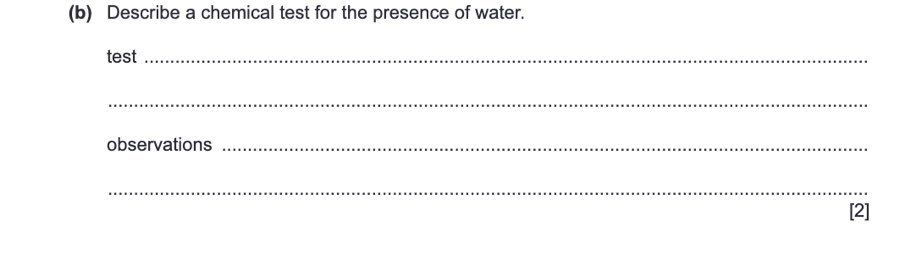 (b) Describe a chemical test for the presence of water.
test ..........................................................................................................................................
..................................................................................................................................................
observations ............................................................................................................................
..................................................................................................................................................
[2]